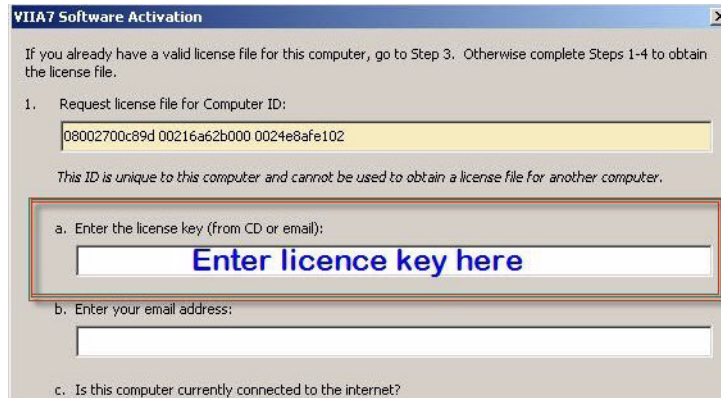 VIIA7 Software Activation
If you already have a valid license file for this computer, go to Step 3. Otherwise complete Steps 1-4 to obtain
the license file.
1. Request license file for Computer ID:
08002700c89d 00216a62b000 0024e8afe102
This ID is unique to this computer and cannot be used to obtain a license file for another computer.
a. Enter the license key (from CD or email):
Enter licence key here
b. Enter your email address:
c. Is this computer currently connected to the internet?